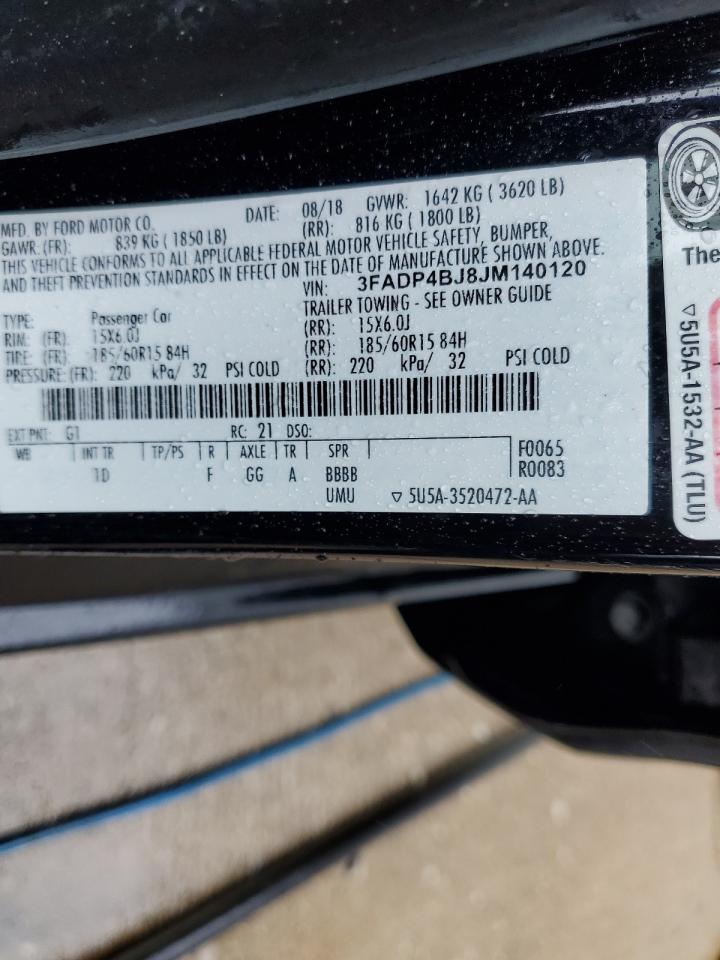 MFD. BY FORD MOTOR CO. DATE: 08/18 GVWR: 1642 KG ( 3620 LB)
GAWR: (FR): 839 KG ( 1850 LB) (RR): 816 KG ( 1800 LB)
THIS VEHICLE CONFORMS TO ALL APPLICABLE FEDERAL MOTOR VEHICLE SAFETY, BUMPER,
AND THEFT PREVENTION STANDARDS IN EFFECT ON THE DATE OF MANUFACTURE SHOWN ABOVE.
VIN: 3FADP4BJ8JM140120
TRAILER TOWING - SEE OWNER GUIDE
TYPE: Passenger Car
RIM: (FR): 15X6.0J (RR): 15X6.0J
TIRE: (FR): 185/60R15 84H (RR): 185/60R15 84H
PRESSURE: (FR): 220 kPa/ 32 PSI COLD (RR): 220 kPa/ 32 PSI COLD
EXT PNT: G1 RC: 21 DSO:
WB INT TR TP/PS R AXLE TR SPR F0065
1D F GG A BBBB R0083
UMU ▽ 5U5A-3520472-AA
The
▽5U5A-1532-AA (TLU)